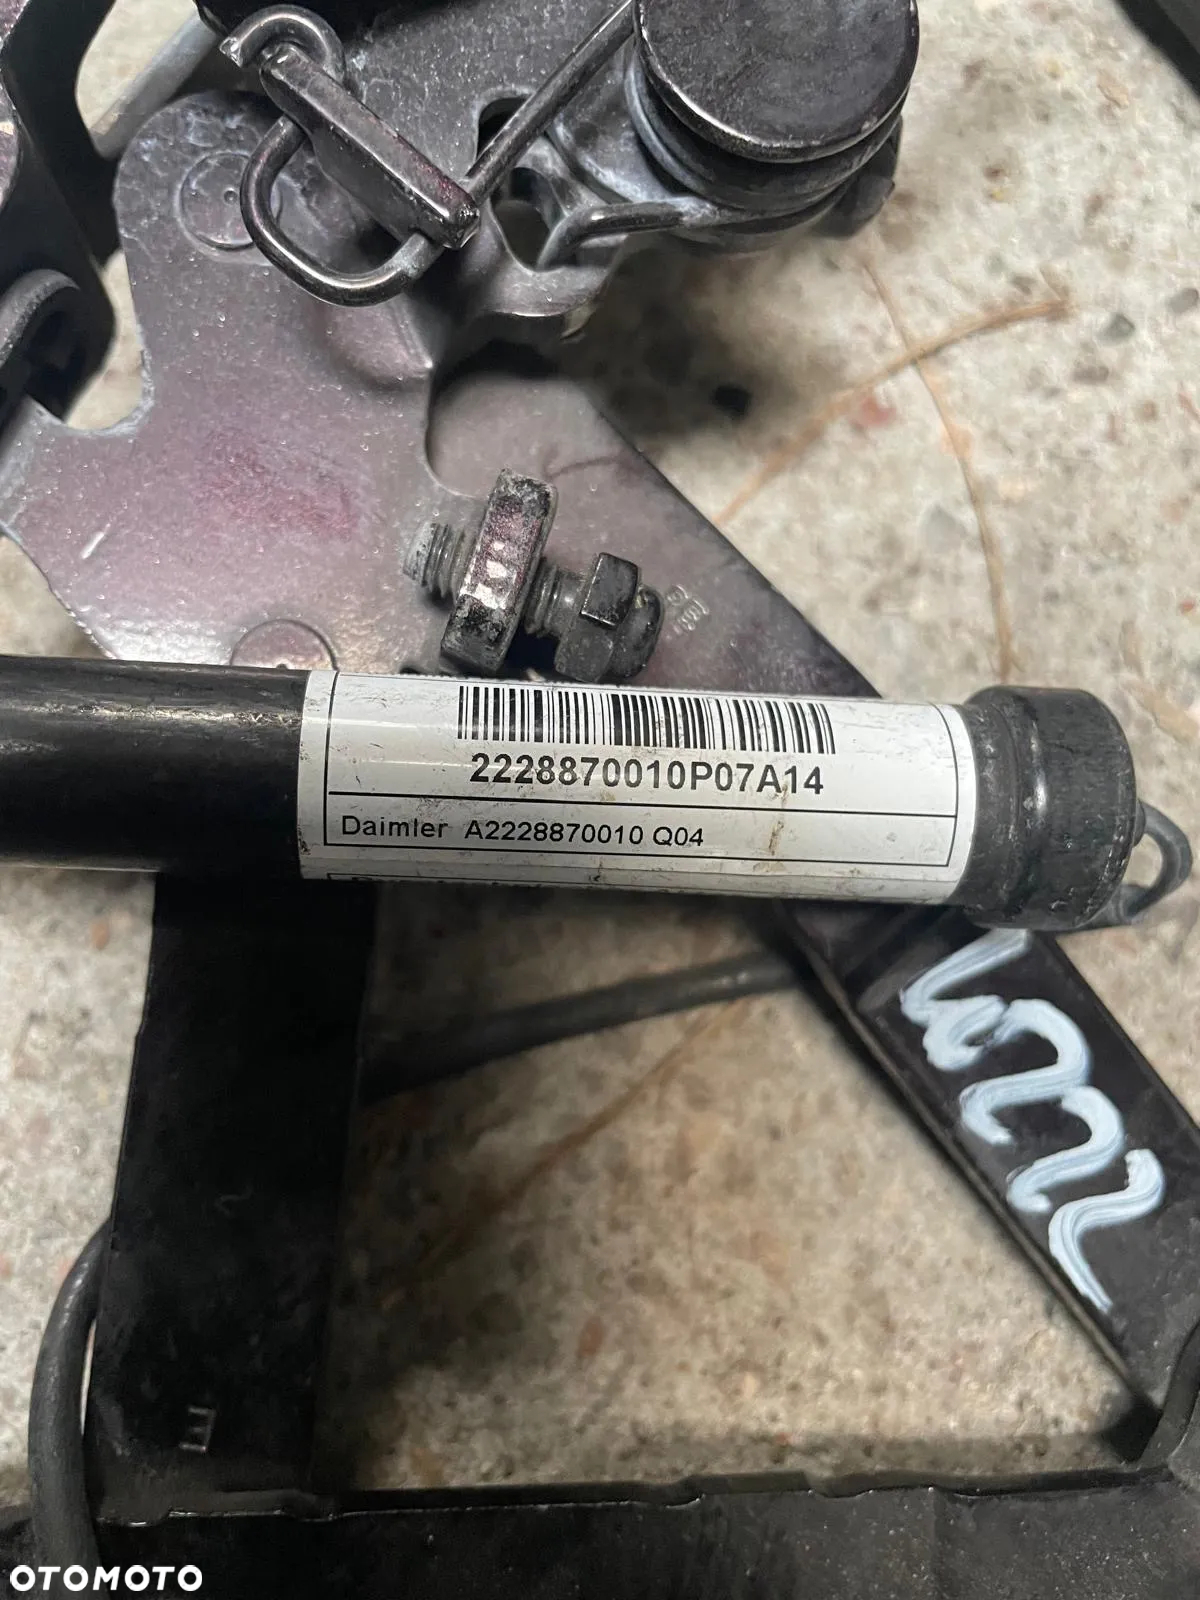 2228870010P07A14
Daimler A2228870010 Q04
E
OTOMOTO